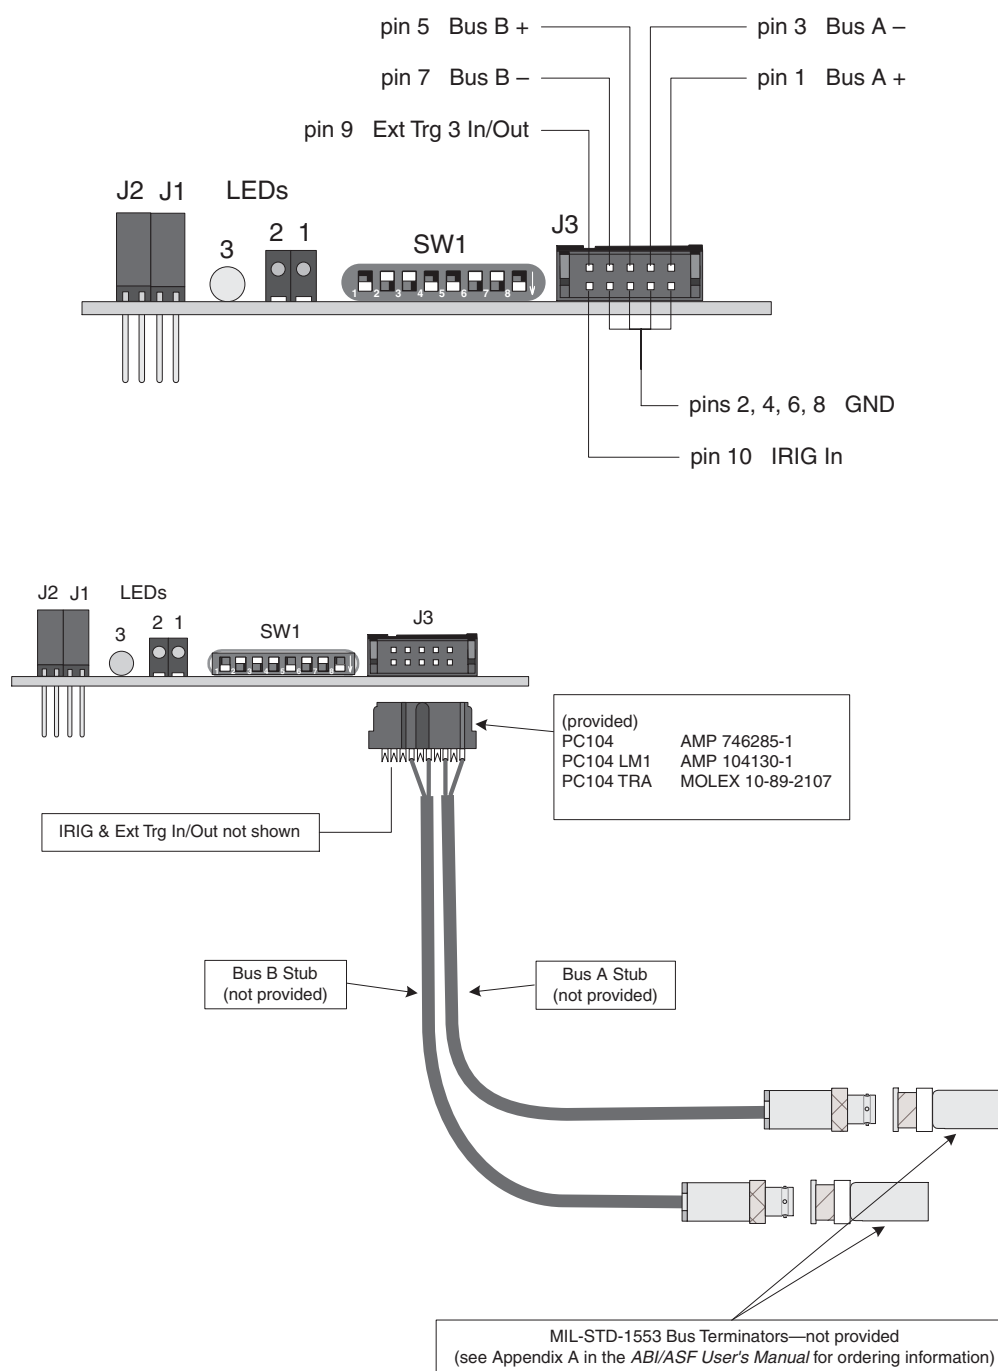 pin 5 Bus B +
pin 3 Bus A –
pin 7 Bus B –
pin 1 Bus A +
pin 9 Ext Trg 3 In/Out
J2 J1 LEDs
3
2 1
SW1
J3
1 2 3 4 5 6 7 8
pins 2, 4, 6, 8 GND
pin 10 IRIG In
J2 J1 LEDs
3
2 1
SW1
J3
(provided)
PC104 AMP 746285-1
PC104 LM1 AMP 104130-1
PC104 TRA MOLEX 10-89-2107
IRIG & Ext Trg In/Out not shown
Bus B Stub
(not provided)
Bus A Stub
(not provided)
MIL-STD-1553 Bus Terminators—not provided
(see Appendix A in the ABI/ASF User's Manual for ordering information)